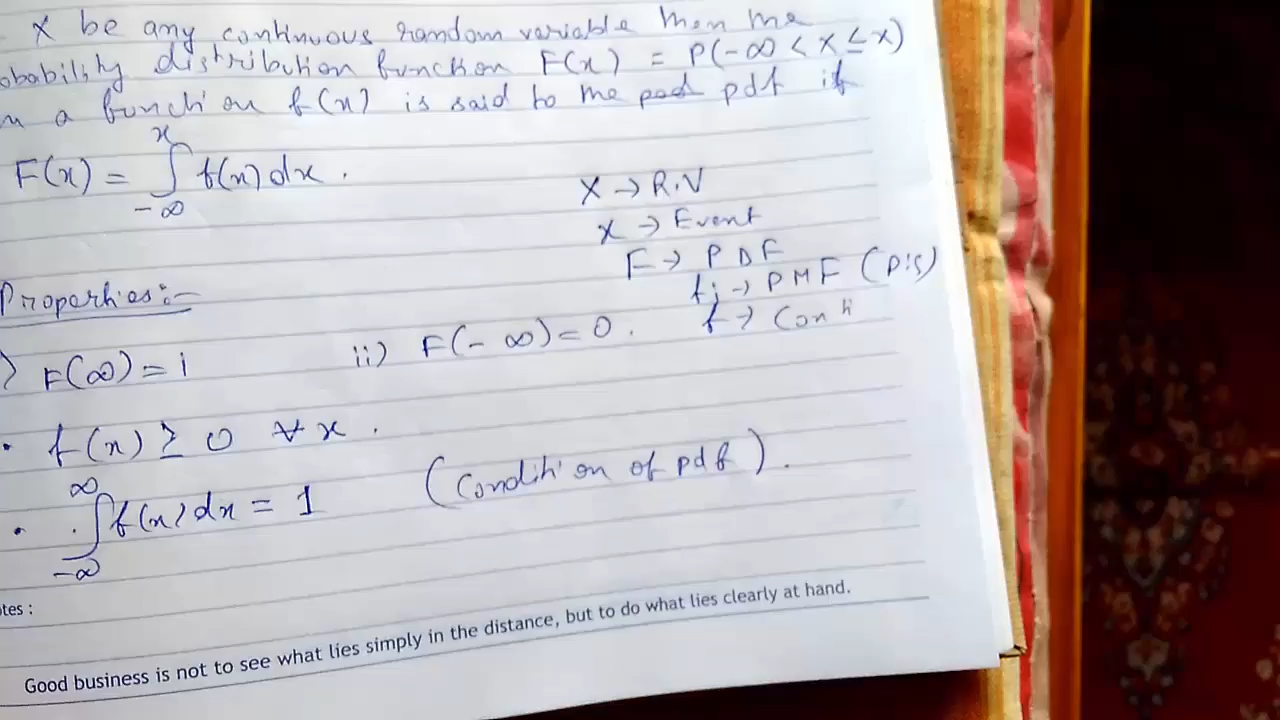 X be any continuous random variable then the
obability distribution function F(x) = P(-∞ < X ≤ x)
n a function f(x) is said to the pdf if
F(x) = ∫_{-∞}^{x} f(x) dx .
X → R.V
x → Event
F → PDF
f; → PMF (Dis)
f → Conti
Properties:-
) F(∞) = 1 ii) F(-∞) = 0 .
• f(x) ≥ 0 ∀ x .
• ∫_{-∞}^{∞} f(x) dx = 1 (Condition of pdf) .
otes :
Good business is not to see what lies simply in the distance, but to do what lies clearly at hand.